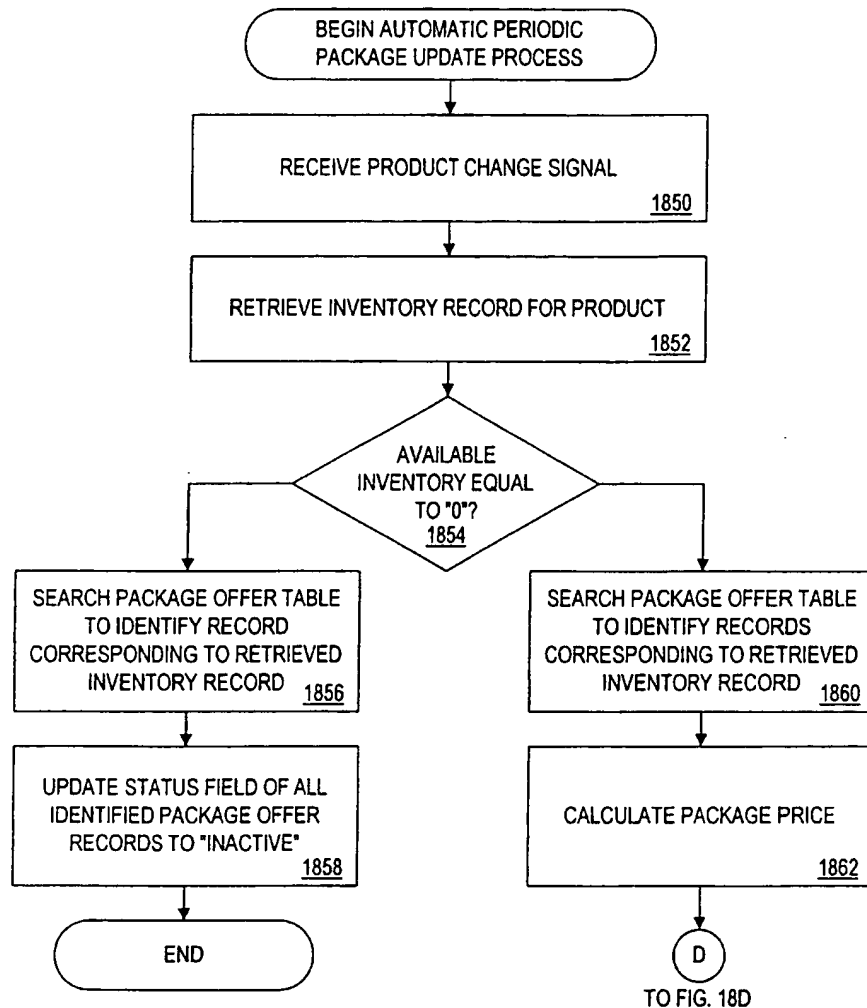 BEGIN AUTOMATIC PERIODIC
PACKAGE UPDATE PROCESS
RECEIVE PRODUCT CHANGE SIGNAL
1850
RETRIEVE INVENTORY RECORD FOR PRODUCT
1852
AVAILABLE
INVENTORY EQUAL
TO "0"?
1854
SEARCH PACKAGE OFFER TABLE
TO IDENTIFY RECORD
CORRESPONDING TO RETRIEVED
INVENTORY RECORD
1856
SEARCH PACKAGE OFFER TABLE
TO IDENTIFY RECORDS
CORRESPONDING TO RETRIEVED
INVENTORY RECORD
1860
UPDATE STATUS FIELD OF ALL
IDENTIFIED PACKAGE OFFER
RECORDS TO "INACTIVE"
1858
CALCULATE PACKAGE PRICE
1862
END
D
TO FIG. 18D